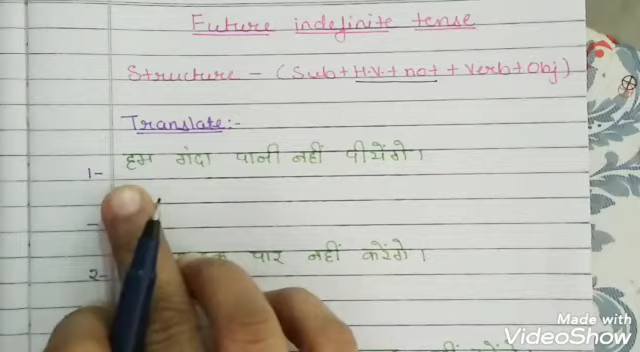 Future indefinite tense
Structure - (Sub + H.V. + not + Verb + Obj)
Translate:-
1- हम गंदा पानी नहीं पीयेंगे।
2- पार नहीं करेंगे।
Made with
VideoShow